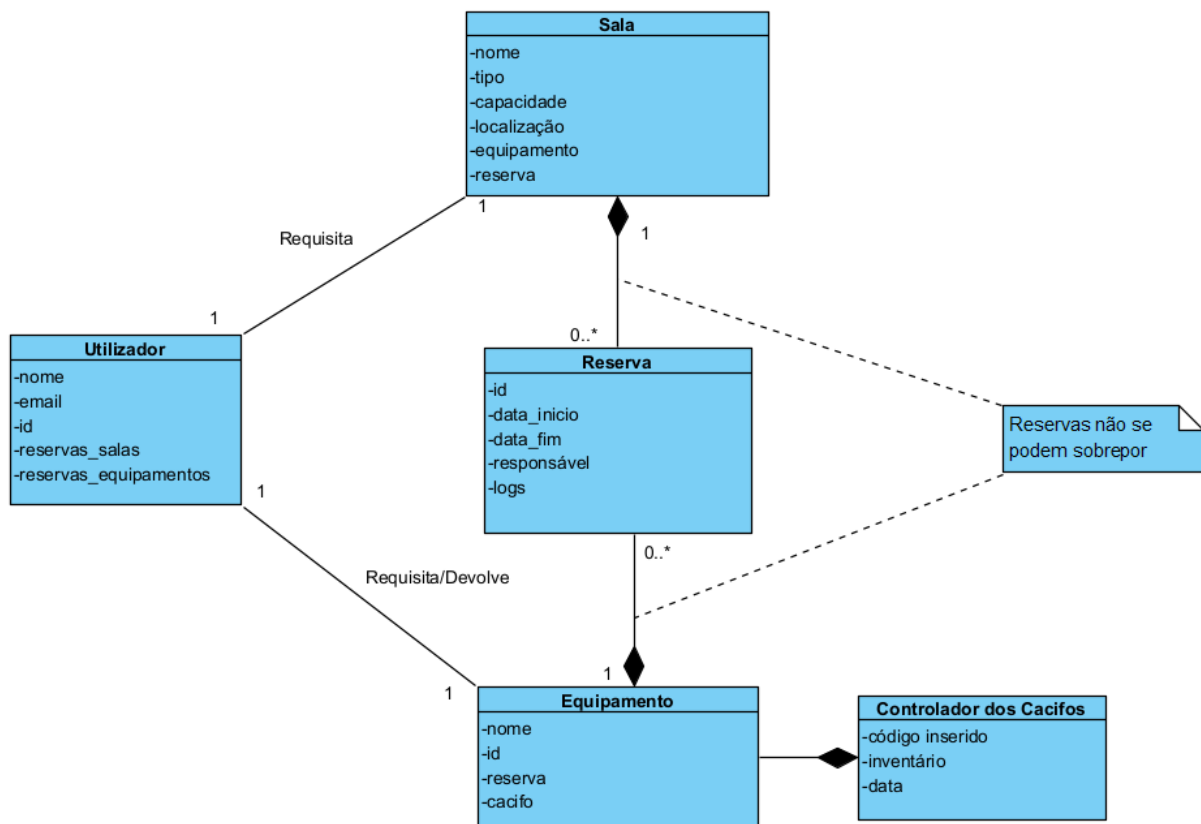 Sala
-nome
-tipo
-capacidade
-localização
-equipamento
-reserva
1
1
Requisita
1
0..*
Utilizador
-nome
-email
-id
-reservas_salas
-reservas_equipamentos
1
Reserva
-id
-data_inicio
-data_fim
-responsável
-logs
Reservas não se
podem sobrepor
0..*
Requisita/Devolve
1
1
Equipamento
-nome
-id
-reserva
-cacifo
Controlador dos Cacifos
-código inserido
-inventário
-data